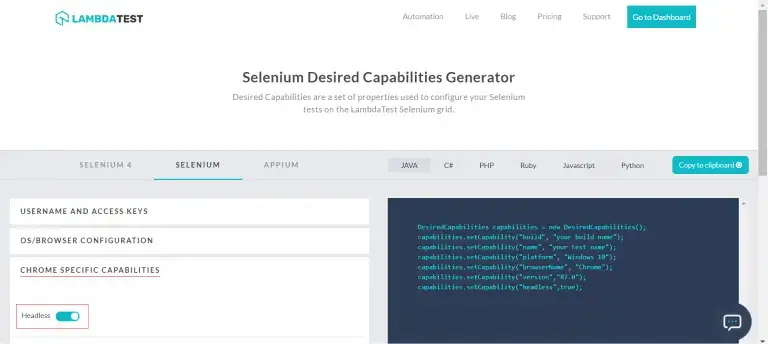 LAMBDATEST
Automation Live Blog Pricing Support Go to Dashboard
Selenium Desired Capabilities Generator
Desired Capabilities are a set of properties used to configure your Selenium
tests on the LambdaTest Selenium grid.
SELENIUM 4 SELENIUM APPIUM
JAVA C# PHP Ruby Javascript Python Copy to clipboard
USERNAME AND ACCESS KEYS
OS/BROWSER CONFIGURATION
CHROME SPECIFIC CAPABILITIES
Headless
DesiredCapabilities capabilities = new DesiredCapabilities();
capabilities.setCapability("build", "your build name");
capabilities.setCapability("name", "your test name");
capabilities.setCapability("platform", "Windows 10");
capabilities.setCapability("browserName", "Chrome");
capabilities.setCapability("version","87.0");
capabilities.setCapability("headless",true);